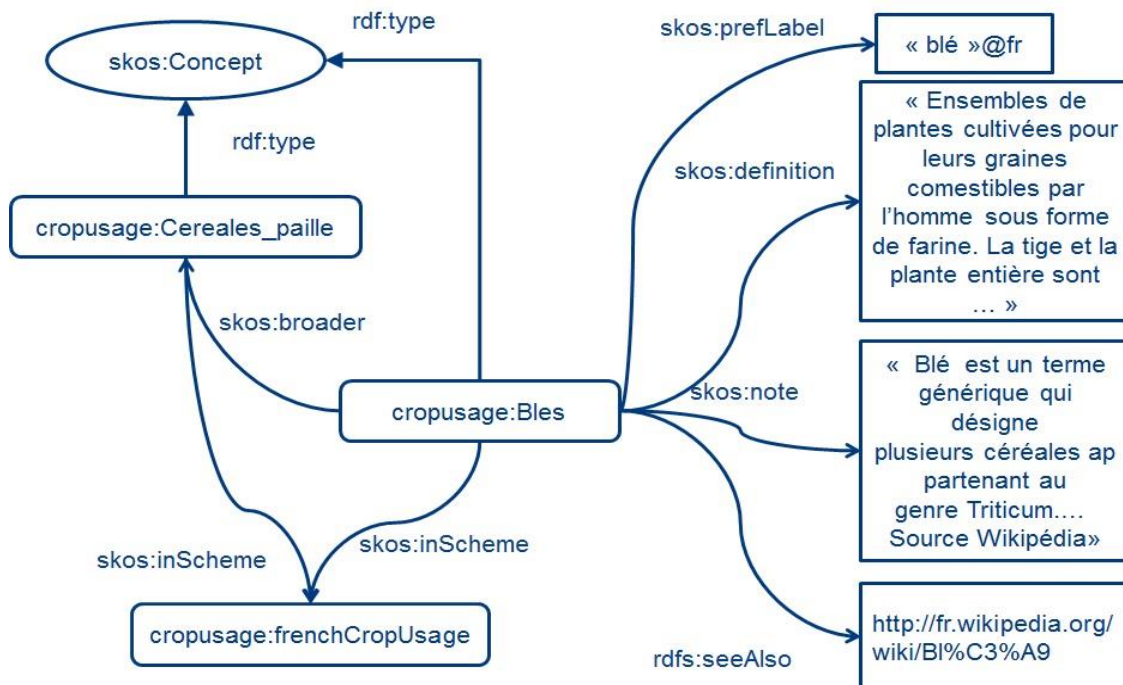 rdf:type
skos:Concept
rdf:type
cropusage:Cereales_paille
skos:broader
cropusage:Bles
skos:inScheme
skos:inScheme
cropusage:frenchCropUsage
skos:prefLabel
« blé »@fr
skos:definition
« Ensembles de
plantes cultivées pour
leurs graines
comestibles par
l’homme sous forme
de farine. La tige et la
plante entière sont
… »
skos:note
« Blé est un terme
générique qui
désigne
plusieurs céréales ap
partenant au
genre Triticum….
Source Wikipédia»
rdfs:seeAlso
http://fr.wikipedia.org/
wiki/Bl%C3%A9